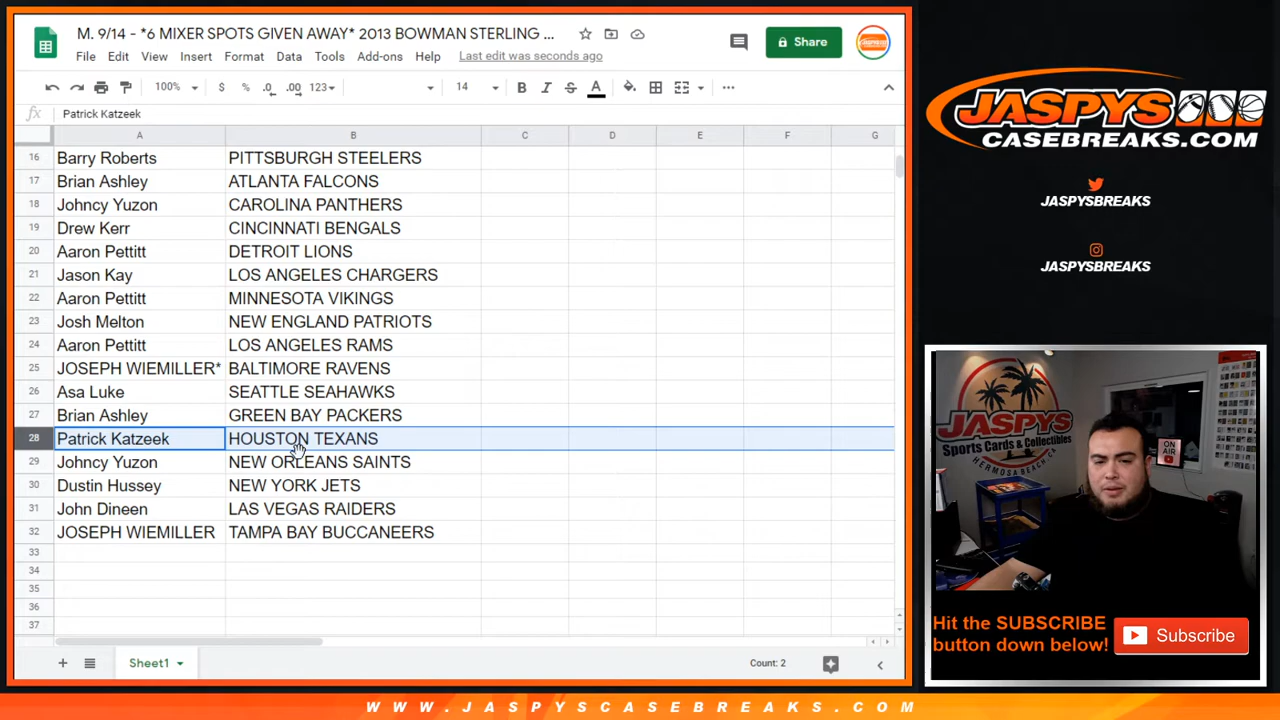 M. 9/14 - *6 MIXER SPOTS GIVEN AWAY* 2013 BOWMAN STERLING ...
File Edit View Insert Format Data Tools Add-ons Help Last edit was seconds ago
Share
100% $ % .0 .00 123 14 B I S A
fx Patrick Katzeek
A B C D E F G
16 Barry Roberts PITTSBURGH STEELERS
17 Brian Ashley ATLANTA FALCONS
18 Johncy Yuzon CAROLINA PANTHERS
19 Drew Kerr CINCINNATI BENGALS
20 Aaron Pettitt DETROIT LIONS
21 Jason Kay LOS ANGELES CHARGERS
22 Aaron Pettitt MINNESOTA VIKINGS
23 Josh Melton NEW ENGLAND PATRIOTS
24 Aaron Pettitt LOS ANGELES RAMS
25 JOSEPH WIEMILLER* BALTIMORE RAVENS
26 Asa Luke SEATTLE SEAHAWKS
27 Brian Ashley GREEN BAY PACKERS
28 Patrick Katzeek HOUSTON TEXANS
29 Johncy Yuzon NEW ORLEANS SAINTS
30 Dustin Hussey NEW YORK JETS
31 John Dineen LAS VEGAS RAIDERS
32 JOSEPH WIEMILLER TAMPA BAY BUCCANEERS
33
34
35
36
37
Sheet1 Count: 2
JASPYS
CASEBREAKS.COM
JASPYSBREAKS
JASPYSBREAKS
JASPYS
Sports Cards & Collectibles
HERMOSA BEACH, CA
ON AIR
Hit the SUBSCRIBE
button down below!
Subscribe
WWW.JASPYSCASEBREAKS.COM